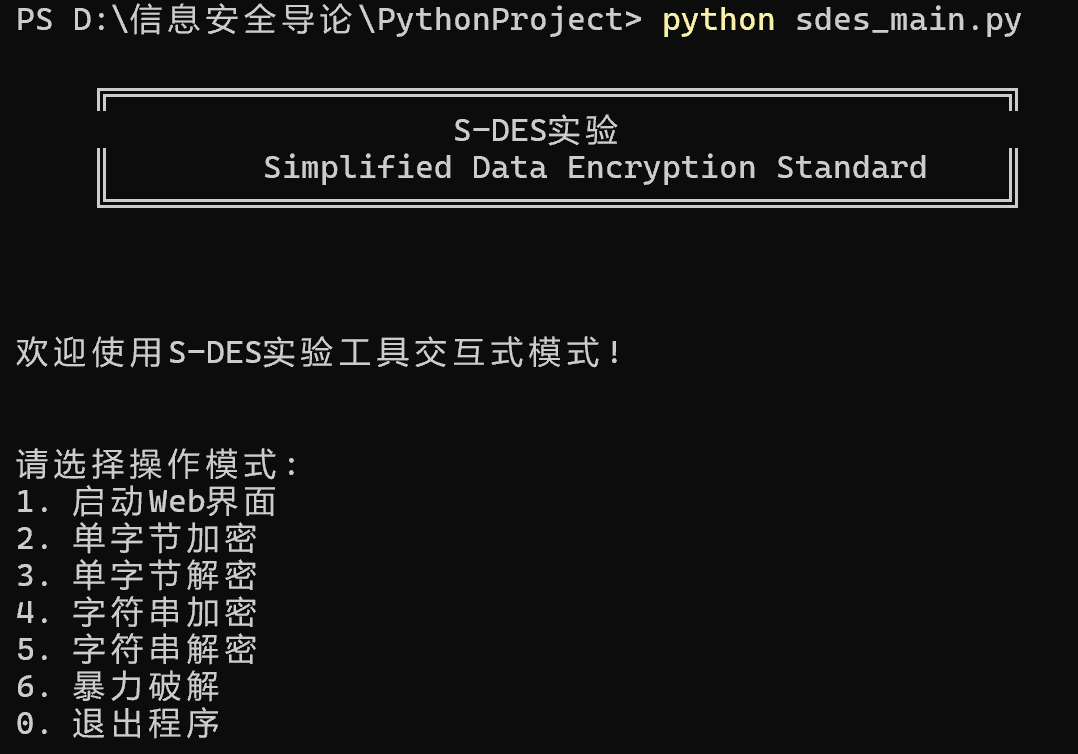 PS D:\信息安全导论\PythonProject> python sdes_main.py
S-DES实验
Simplified Data Encryption Standard
欢迎使用S-DES实验工具交互式模式!
请选择操作模式:
1. 启动Web界面
2. 单字节加密
3. 单字节解密
4. 字符串加密
5. 字符串解密
6. 暴力破解
0. 退出程序